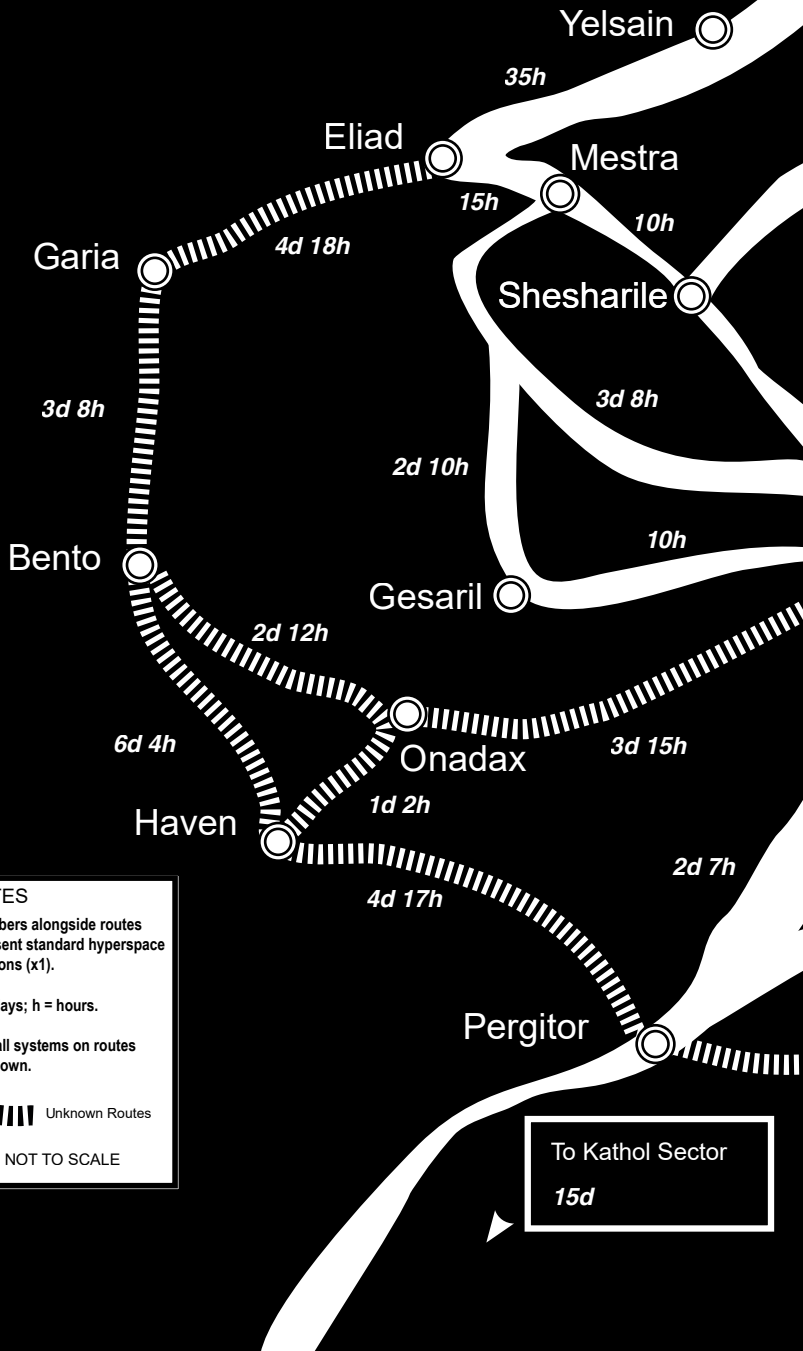 Yelsain
35h
Eliad
Mestra
15h
10h
4d 18h
Garia
Shesharile
3d 8h
3d 8h
2d 10h
10h
Bento
Gesaril
2d 12h
6d 4h
3d 15h
Onadax
1d 2h
Haven
2d 7h
4d 17h
TES
bers alongside routes
sent standard hyperspace
ons (x1).
ays; h = hours.
all systems on routes
own.
Unknown Routes
NOT TO SCALE
Pergitor
To Kathol Sector
15d